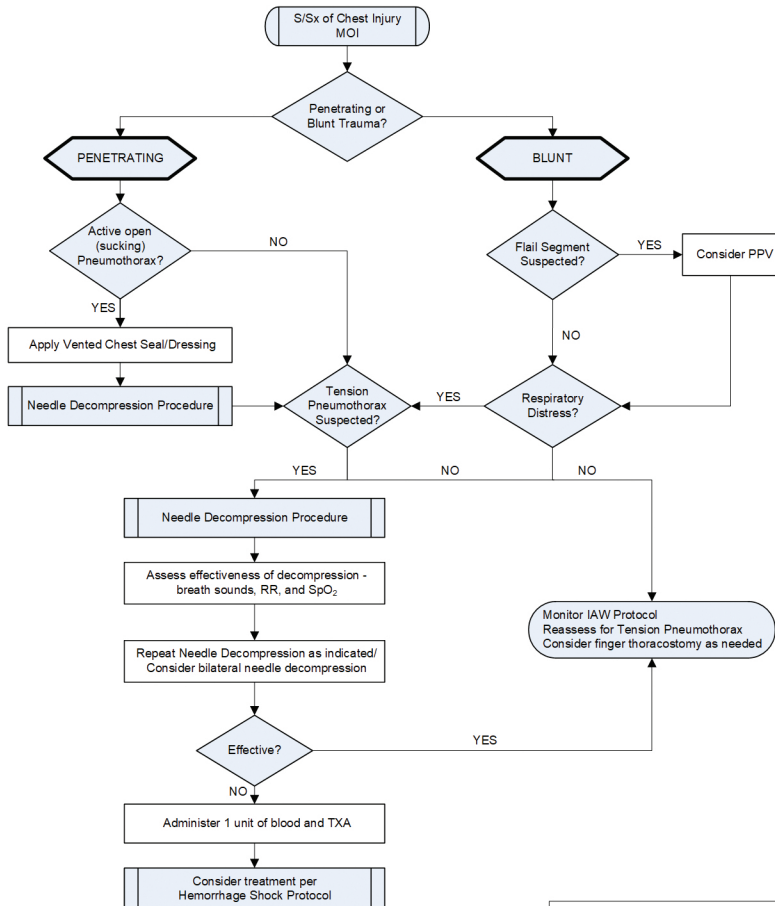 S/Sx of Chest Injury
MOI
Penetrating or
Blunt Trauma?
PENETRATING
BLUNT
Active open
(sucking)
Pneumothorax?
NO
Flail Segment
Suspected?
YES
Consider PPV
YES
NO
Apply Vented Chest Seal/Dressing
Needle Decompression Procedure
Tension
Pneumothorax
Suspected?
YES
Respiratory
Distress?
YES
NO
NO
Needle Decompression Procedure
Assess effectiveness of decompression -
breath sounds, RR, and SpO₂
Monitor IAW Protocol
Reassess for Tension Pneumothorax
Consider finger thoracostomy as needed
Repeat Needle Decompression as indicated/
Consider bilateral needle decompression
Effective?
YES
NO
Administer 1 unit of blood and TXA
Consider treatment per
Hemorrhage Shock Protocol